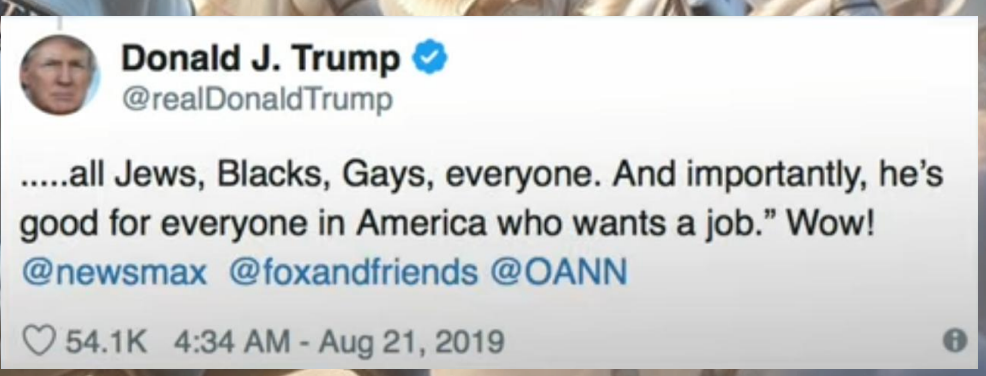 Donald J. Trump
@realDonaldTrump
.....all Jews, Blacks, Gays, everyone. And importantly, he’s
good for everyone in America who wants a job.” Wow!
@newsmax @foxandfriends @OANN
54.1K 4:34 AM - Aug 21, 2019